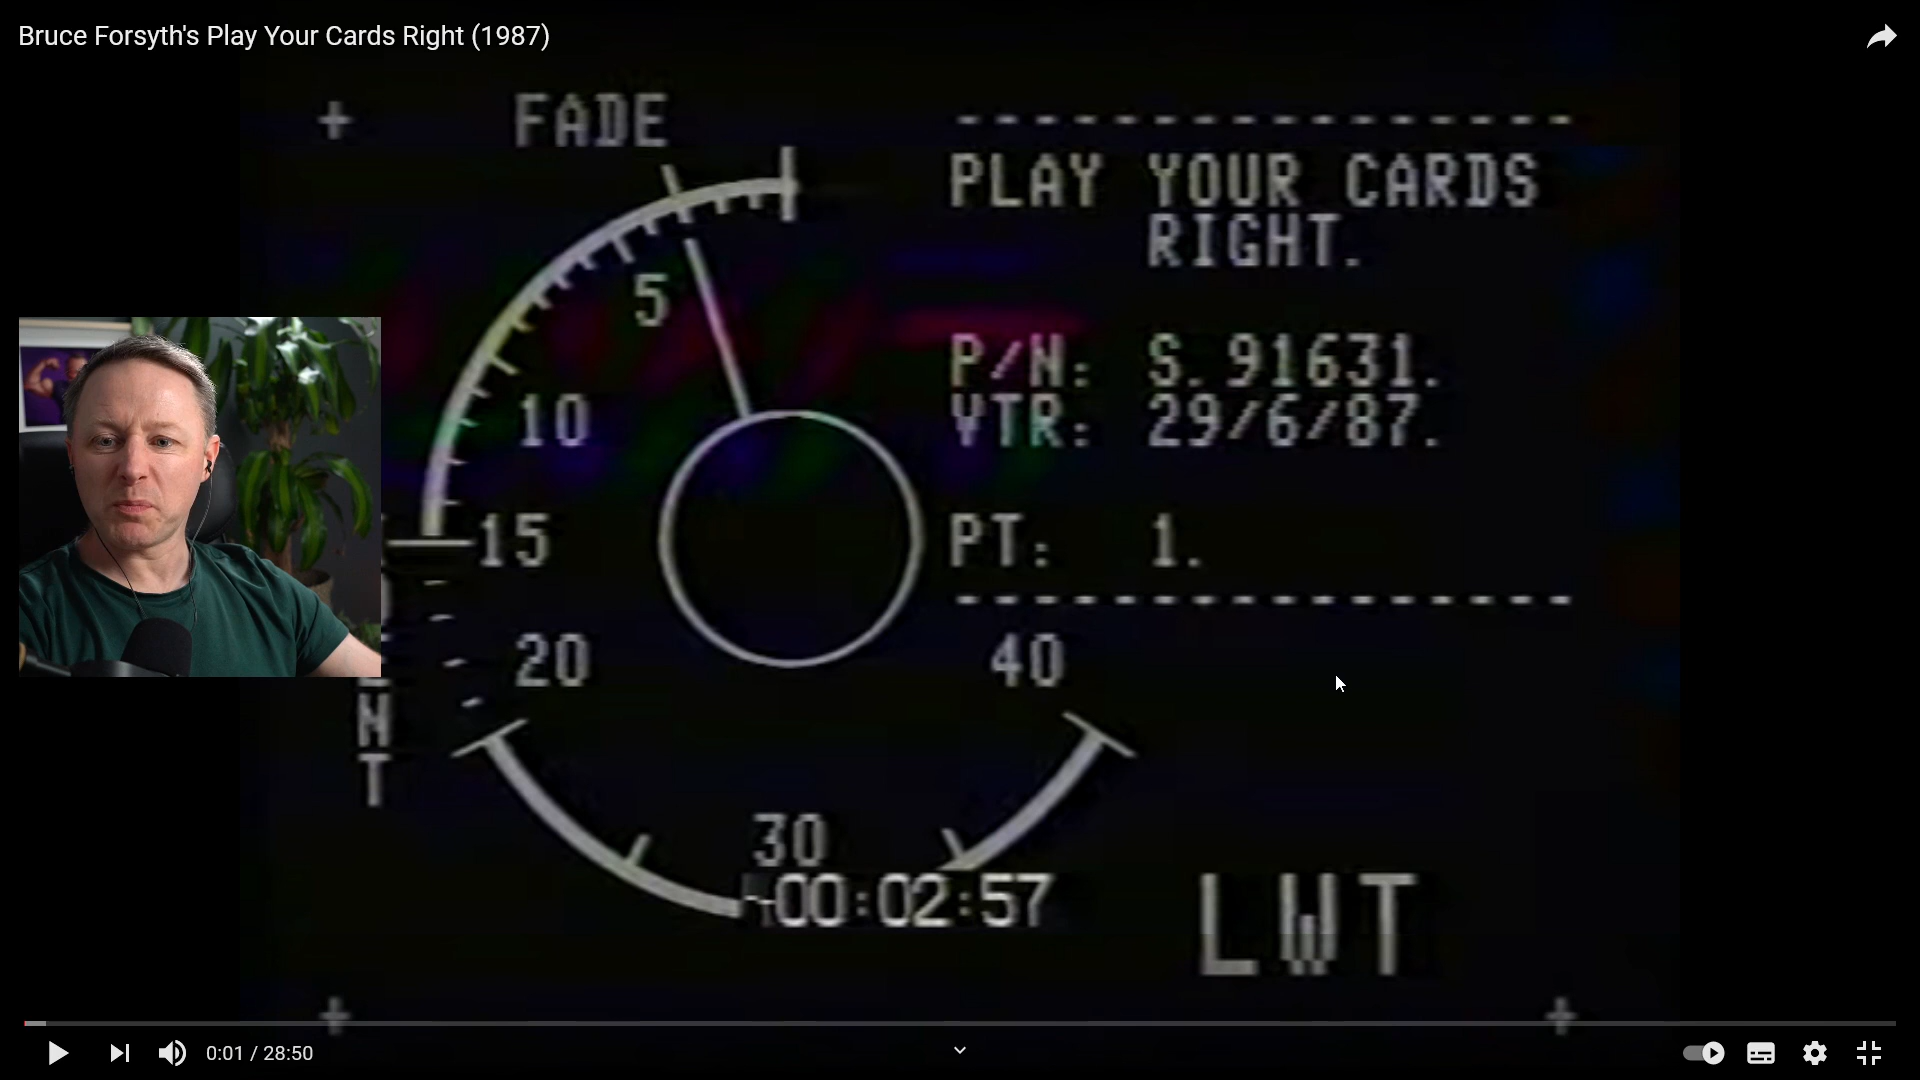 Bruce Forsyth's Play Your Cards Right (1987)
FADE
PLAY YOUR CARDS
RIGHT.
5
P/N: S.91631.
VTR: 29/6/87.
10
15
PT: 1.
20
40
N
T
30
00:02:57
LWT
0:01 / 28:50